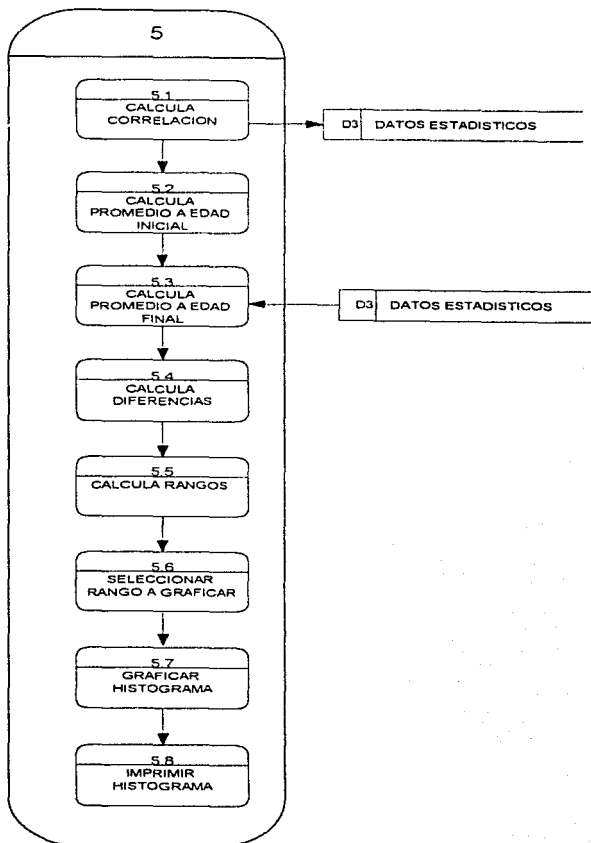 5
5.1
CALCULA
CORRELACION
D3 DATOS ESTADISTICOS
5.2
CALCULA
PROMEDIO A EDAD
INICIAL
5.3
CALCULA
PROMEDIO A EDAD
FINAL
D3 DATOS ESTADISTICOS
5.4
CALCULA
DIFERENCIAS
5.5
CALCULA RANGOS
5.6
SELECCIONAR
RANGO A GRAFICAR
5.7
GRAFICAR
HISTOGRAMA
5.8
IMPRIMIR
HISTOGRAMA